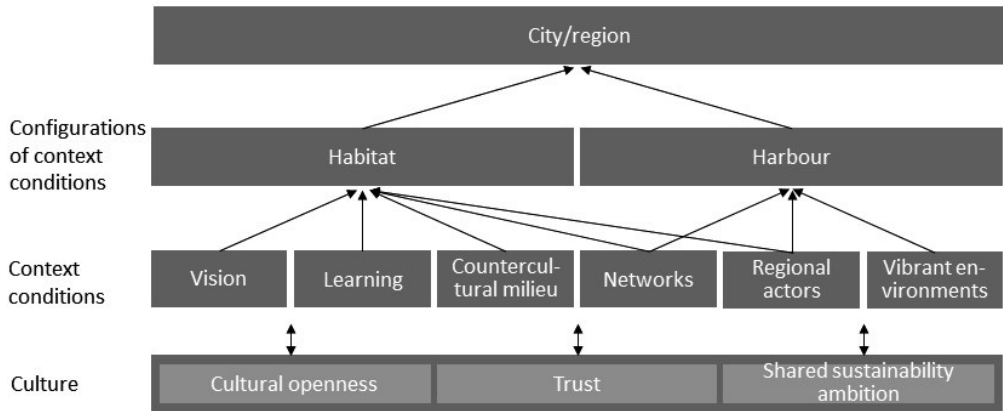 City/region
Configurations
of context
conditions
Habitat
Harbour
Context
conditions
Vision
Learning
Countercul-
tural milieu
Networks
Regional
actors
Vibrant en-
vironments
Culture
Cultural openness
Trust
Shared sustainability
ambition